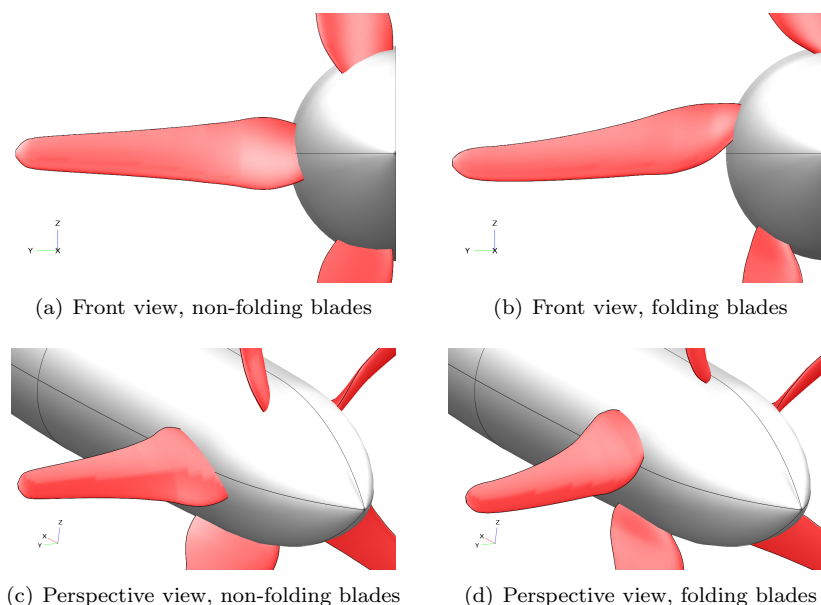 Z
Y X
Z
Y X
(a) Front view, non-folding blades
(b) Front view, folding blades
Z
X
Y
Z
X
Y
(c) Perspective view, non-folding blades
(d) Perspective view, folding blades